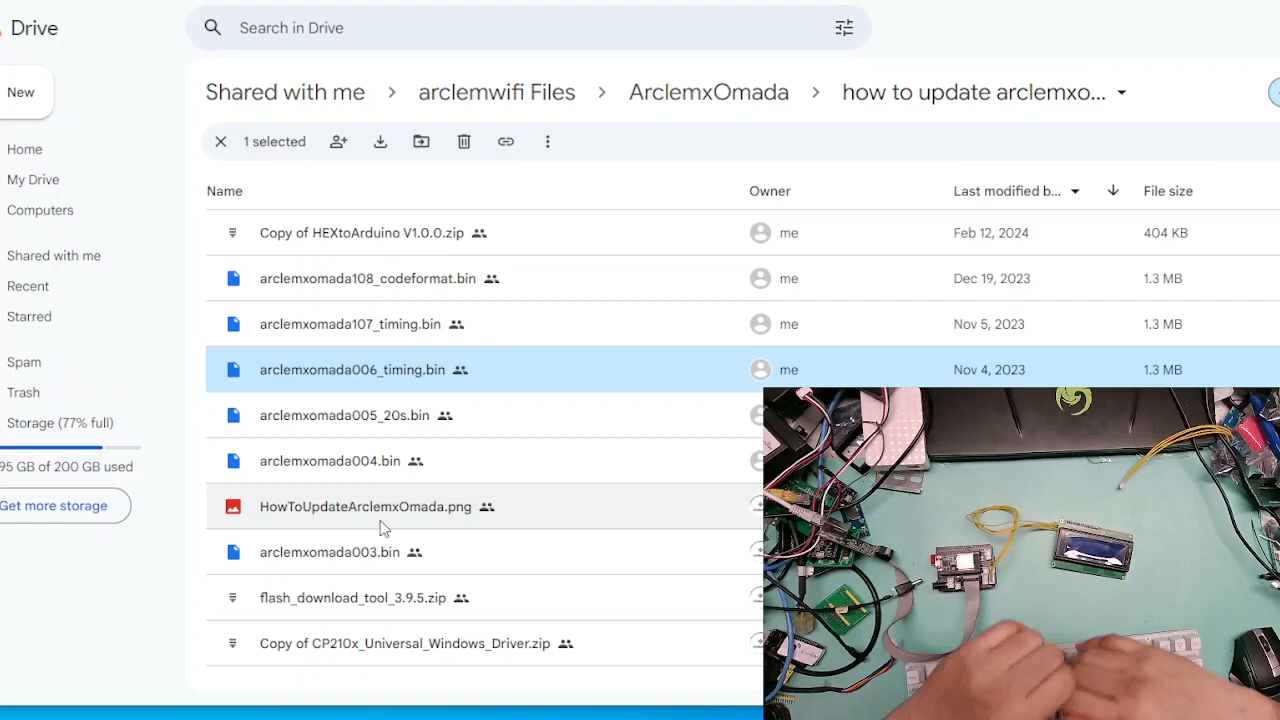 Drive
Search in Drive
New
Shared with me > arclemwifi Files > ArclemxOmada > how to update arclemxo...
1 selected
Home
My Drive
Computers
Shared with me
Recent
Starred
Spam
Trash
Storage (77% full)
95 GB of 200 GB used
Get more storage
Name Owner Last modified b... File size
Copy of HEXtoArduino V1.0.0.zip me Feb 12, 2024 404 KB
arclemxomada108_codeformat.bin me Dec 19, 2023 1.3 MB
arclemxomada107_timing.bin me Nov 5, 2023 1.3 MB
arclemxomada006_timing.bin me Nov 4, 2023 1.3 MB
arclemxomada005_20s.bin
arclemxomada004.bin
HowToUpdateArclemxOmada.png
arclemxomada003.bin
flash_download_tool_3.9.5.zip
Copy of CP210x_Universal_Windows_Driver.zip